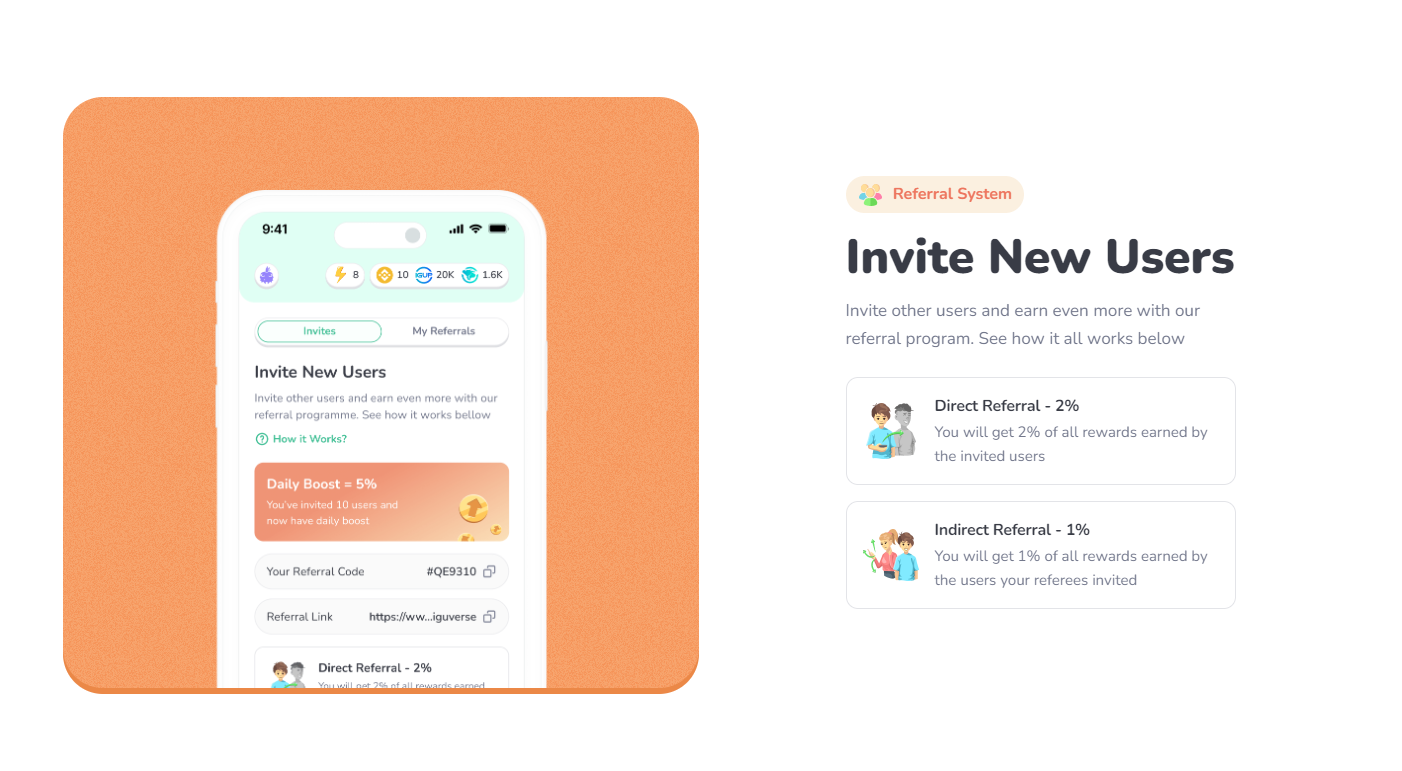 9:41
8
10
IGUP
20K
1.6K
Invites
My Referrals
Invite New Users
Invite other users and earn even more with our
referral programme. See how it works bellow
How it Works?
Daily Boost = 5%
You've invited 10 users and
now have daily boost
Your Referral Code
#QE9310
Referral Link
https://ww...iguverse
Direct Referral - 2%
You will get 2% of all rewards earned
Referral System
Invite New Users
Invite other users and earn even more with our
referral program. See how it all works below
Direct Referral - 2%
You will get 2% of all rewards earned by
the invited users
Indirect Referral - 1%
You will get 1% of all rewards earned by
the users your referees invited